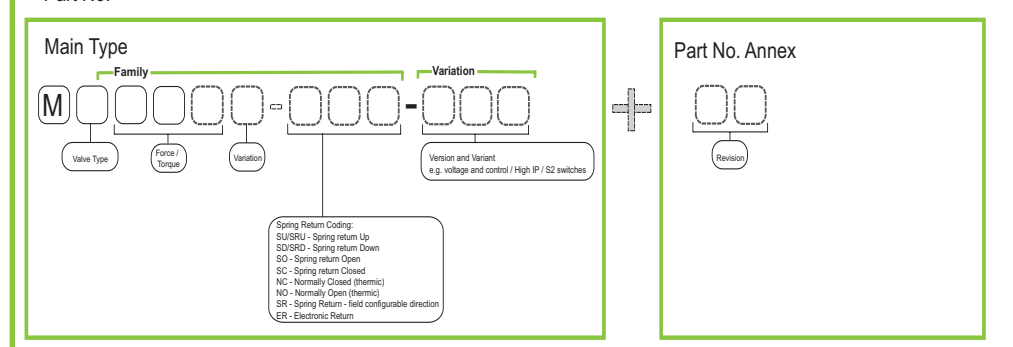 Main Type
Part No. Annex
Family
Variation
M
-
-
Valve Type
Force /
Torque
Variation
Version and Variant
e.g. voltage and control / High IP / S2 switches
Revision
Spring Return Coding:
SU/SRU - Spring return Up
SD/SRD - Spring return Down
SO - Spring return Open
SC - Spring return Closed
NC - Normally Closed (thermic)
NO - Normally Open (thermic)
SR - Spring Return - field configurable direction
ER - Electronic Return